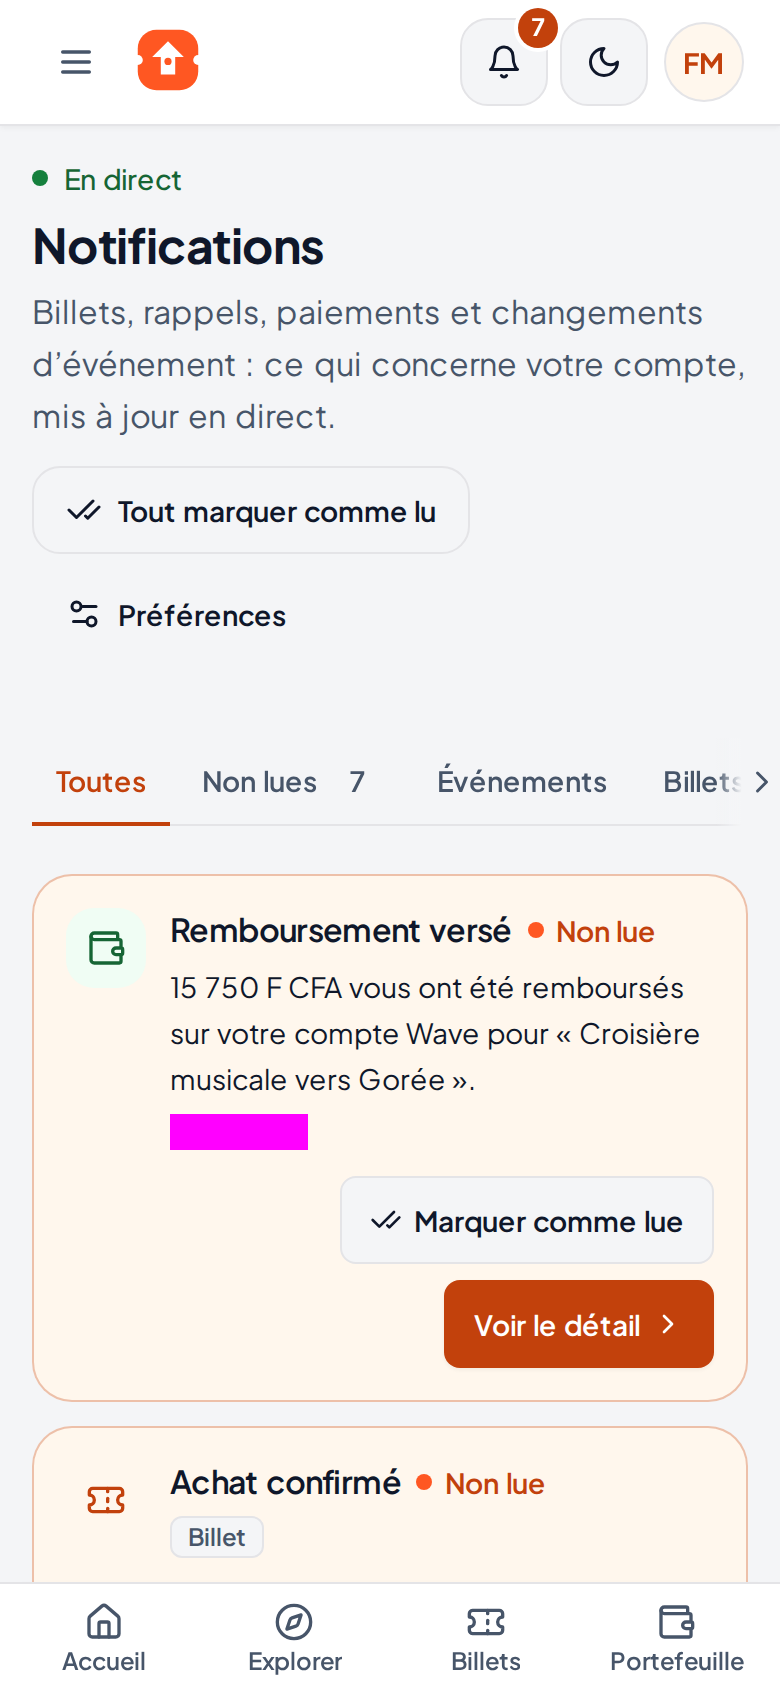 7
FM
En direct
Notifications
Billets, rappels, paiements et changements
d’événement : ce qui concerne votre compte,
mis à jour en direct.
Tout marquer comme lu
Préférences
Toutes Non lues 7 Événements Billets
Remboursement versé Non lue
15 750 F CFA vous ont été remboursés
sur votre compte Wave pour « Croisière
musicale vers Gorée ».
Marquer comme lue
Voir le détail
Achat confirmé Non lue
Billet
Accueil Explorer Billets Portefeuille